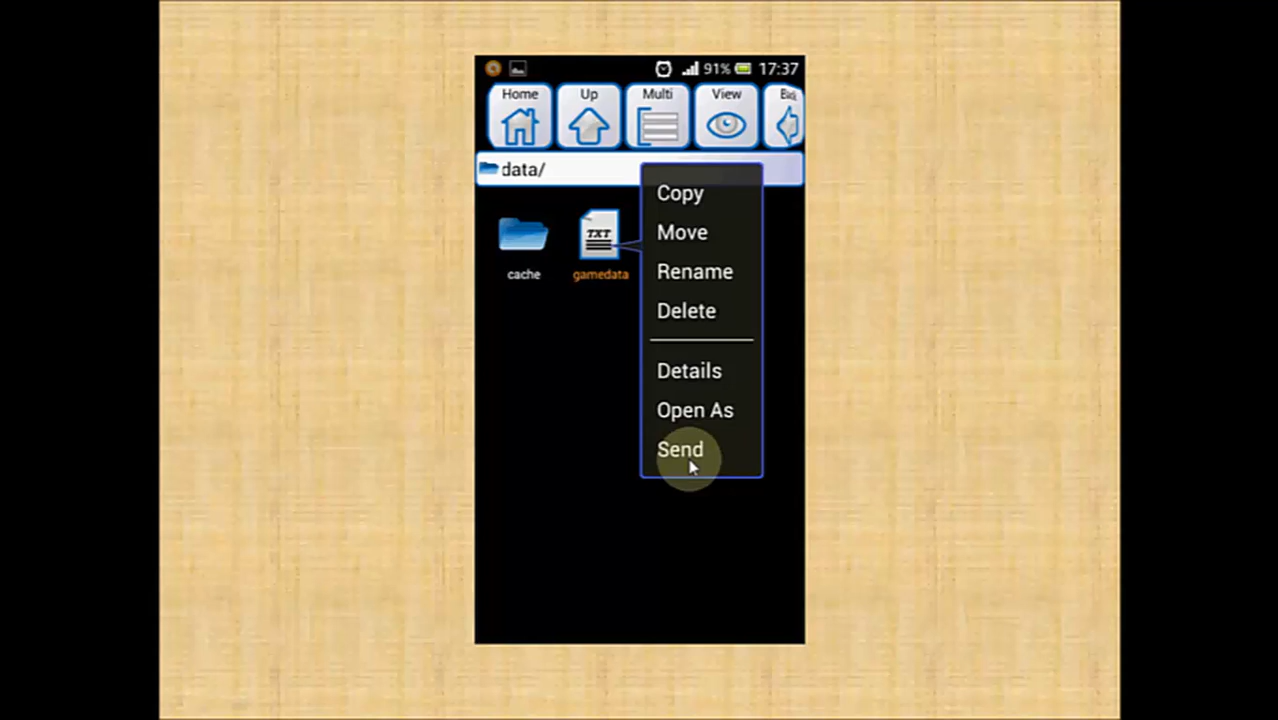 91% 17:37
Home Up Multi View
data/
TXT
cache gamedata
Copy
Move
Rename
Delete
Details
Open As
Send